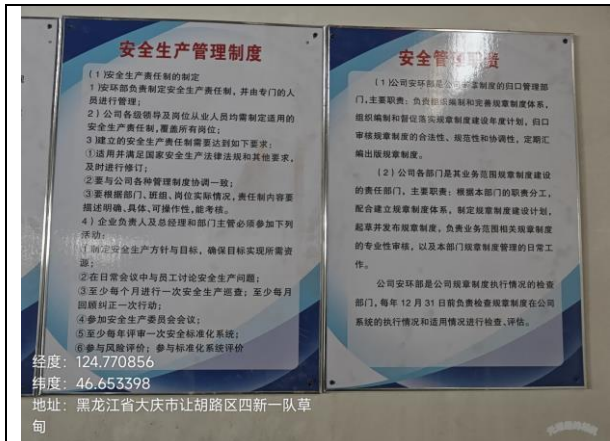 安全生产管理制度
（1）安全生产责任制的制定
1）安环部负责制定安全生产责任制，并由专门的人
员进行管理；
2）公司各级领导及岗位从业人员均需制定适用的
安全生产责任制，覆盖所有岗位；
3）建立的安全生产责任制需要达到如下要求：
①适用并满足国家安全生产法律法规和其他要求，
及时进行修订；
②要与公司各种管理制度协调一致；
③要根据部门、班组、岗位实际情况，责任制内容要
描述明确、具体、可操作性，能考核。
4）企业负责人及总经理和部门主管必须参加下列
活动：
①制定安全生产方针与目标，确保目标实现所需资
源；
②在日常会议中与员工讨论安全生产问题；
③至少每个月进行一次安全生产巡查；至少每月
回顾纠正一次行动；
④参加安全生产委员会会议；
⑤至少每年评审一次安全标准化系统；
⑥参与风险评价；参与标准化系统评价
安全管理职责
（1）公司安环部是公司规章制度的归口管理部
门，主要职责：负责组织编制和完善规章制度体系，
组织编制和督促落实规章制度建设年度计划，归口
审核规章制度的合法性、规范性和协调性，定期汇
编出版规章制度。
（2）公司各部门是其业务范围规章制度建设
的责任部门，主要职责：根据本部门的职责分工，
配合建立规章制度体系，制定规章制度建设计划，
起草并发布规章制度，负责业务范围相关规章制度
的专业性审核，以及本部门规章制度管理的日常工
作。
公司安环部是公司规章制度执行情况的检查
部门，每年12月31日前负责检查规章制度在公司
系统的执行情况和适用情况进行检查、评估。
经度：124.770856
纬度：46.653398
地址：黑龙江省大庆市让胡路区四新一队草
甸